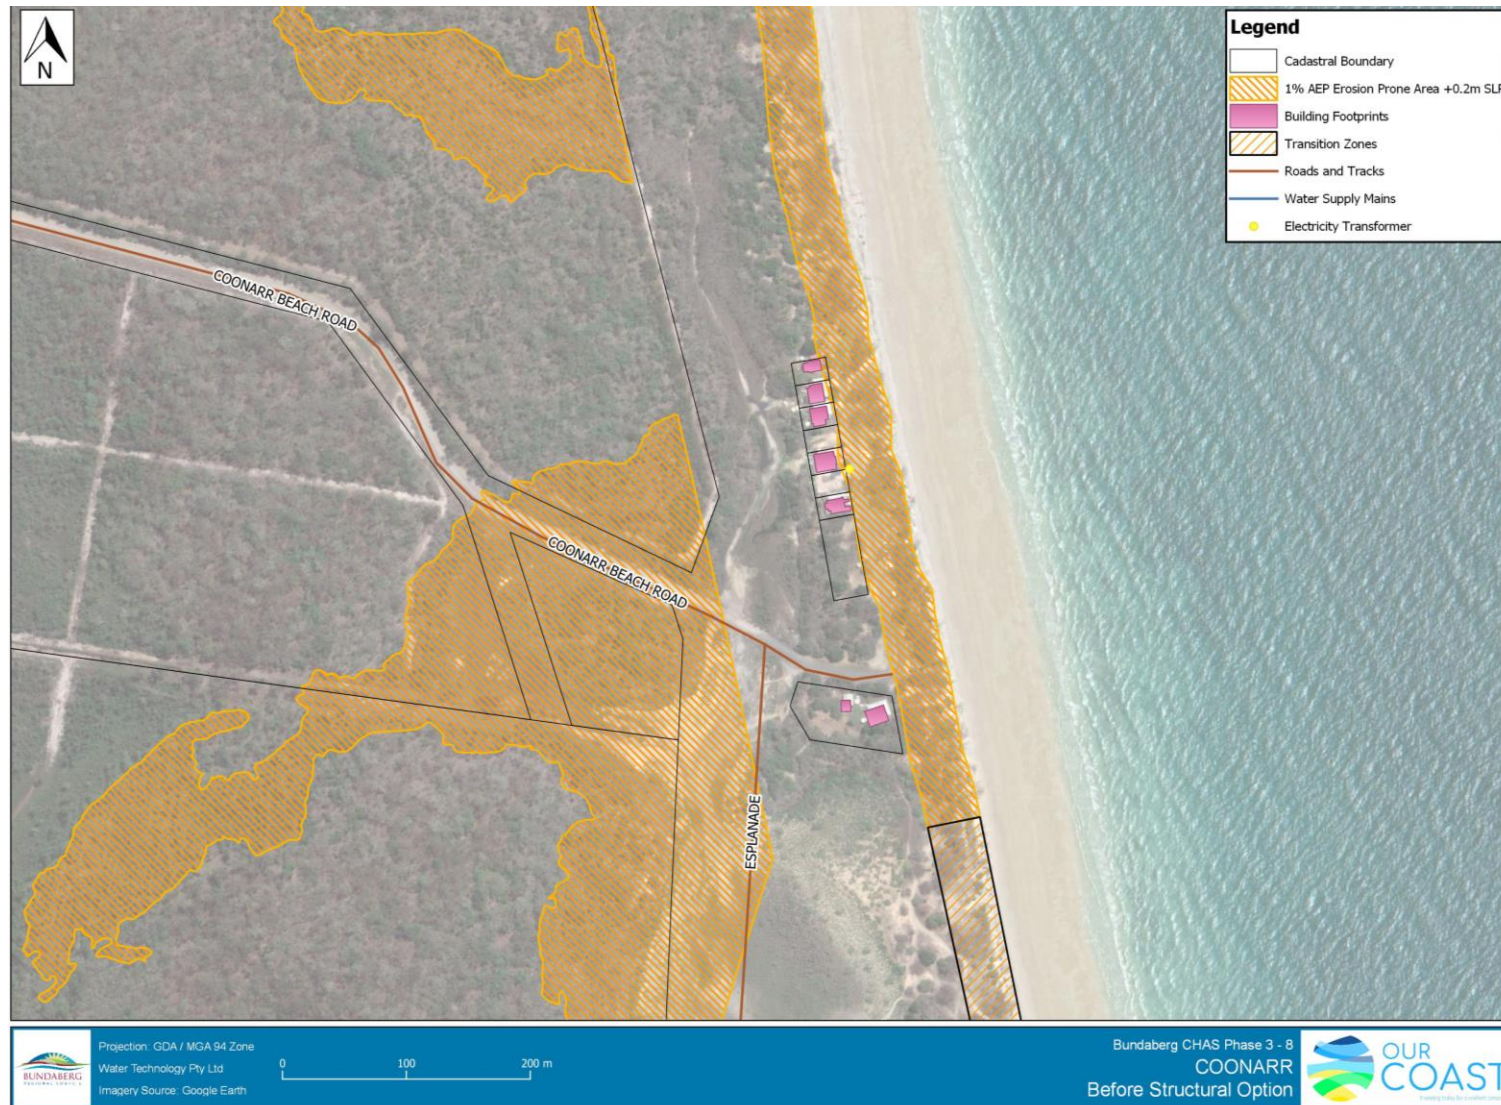 N
Legend
Cadastral Boundary
1% AEP Erosion Prone Area +0.2m SLR
Building Footprints
Transition Zones
Roads and Tracks
Water Supply Mains
Electricity Transformer
COONARR BEACH ROAD
COONARR BEACH ROAD
ESPLANADE
BUNDABERG
REGIONAL COUNCIL
Projection: GDA / MGA 94 Zone
Water Technology Pty Ltd
Imagery Source: Google Earth
0 100 200 m
Bundaberg CHAS Phase 3 - 8
COONARR
Before Structural Option
OUR
COAST